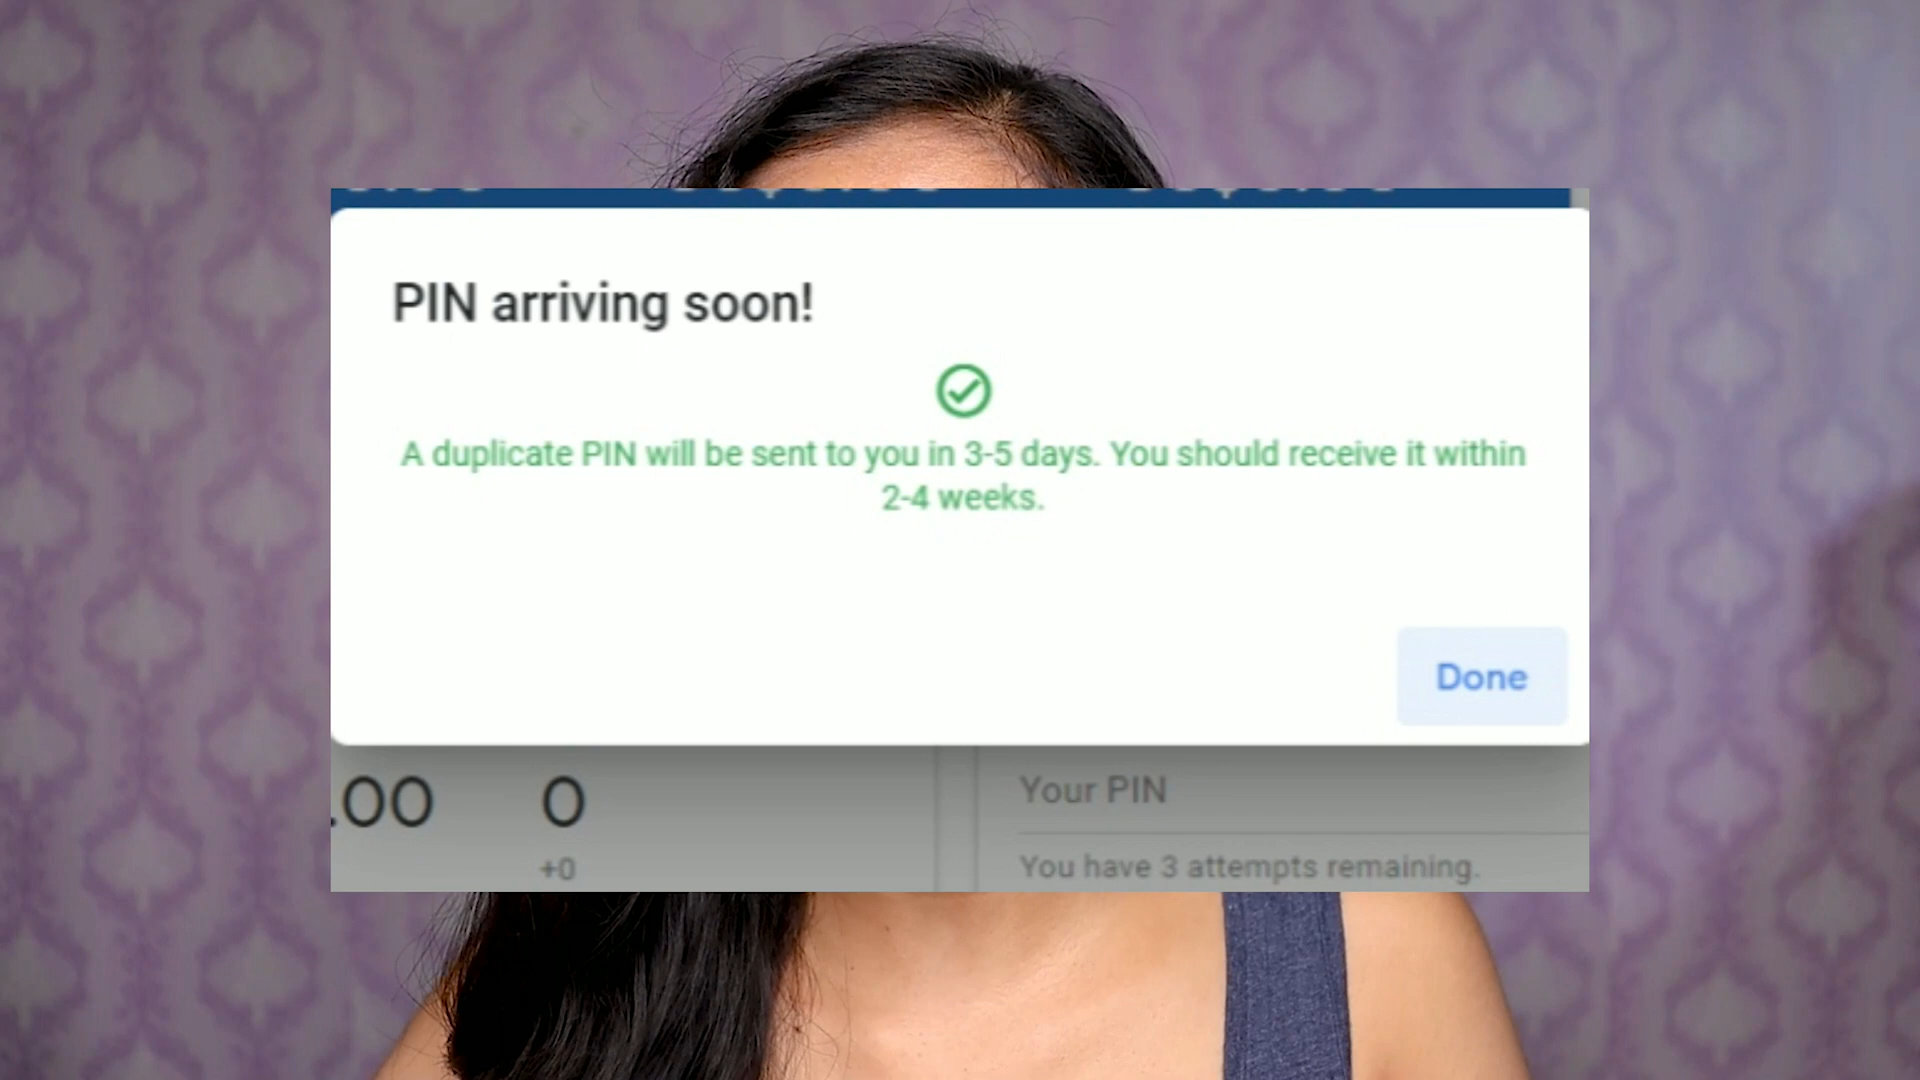 PIN arriving soon!
A duplicate PIN will be sent to you in 3-5 days. You should receive it within
2-4 weeks.
Done
.00 0
+0
Your PIN
You have 3 attempts remaining.